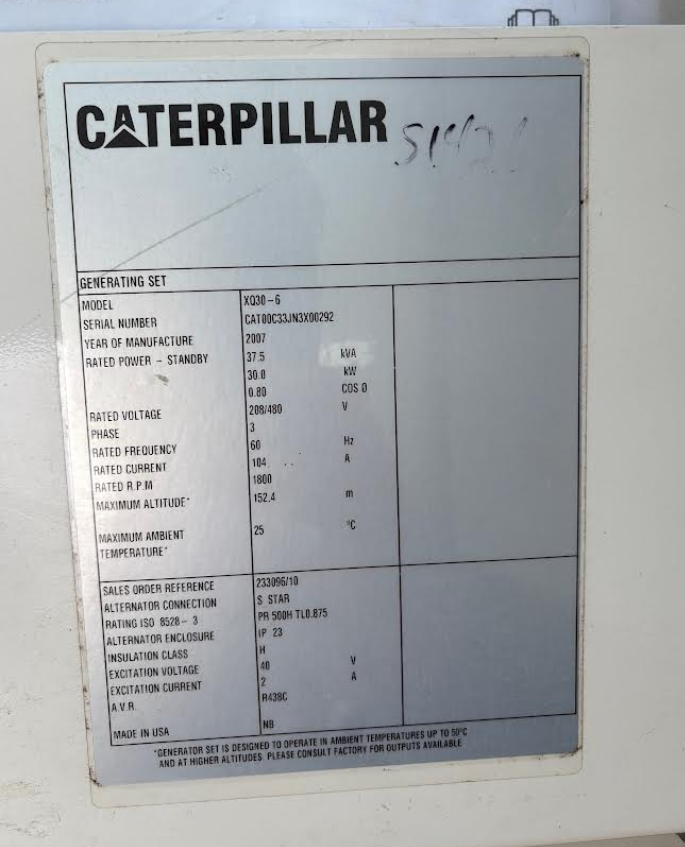 CATERPILLAR
GENERATING SET
MODEL XQ30-6
SERIAL NUMBER CAT00C33JN3X00292
YEAR OF MANUFACTURE 2007
RATED POWER - STANDBY 37.5 kVA
30.0 kW
0.80 COS Ø
RATED VOLTAGE 208/480 V
PHASE 3
RATED FREQUENCY 60 Hz
RATED CURRENT 104 A
RATED R.P.M 1800
MAXIMUM ALTITUDE* 152.4 m
MAXIMUM AMBIENT 25 °C
TEMPERATURE*
SALES ORDER REFERENCE 233096/10
ALTERNATOR CONNECTION S STAR
RATING ISO 8528-3 PR 500H TL0.875
ALTERNATOR ENCLOSURE IP 23
INSULATION CLASS H
EXCITATION VOLTAGE 40 V
EXCITATION CURRENT 2 A
A.V.R. R438C
MADE IN USA NB
*GENERATOR SET IS DESIGNED TO OPERATE IN AMBIENT TEMPERATURES UP TO 50°C
AND AT HIGHER ALTITUDES. PLEASE CONSULT FACTORY FOR OUTPUTS AVAILABLE